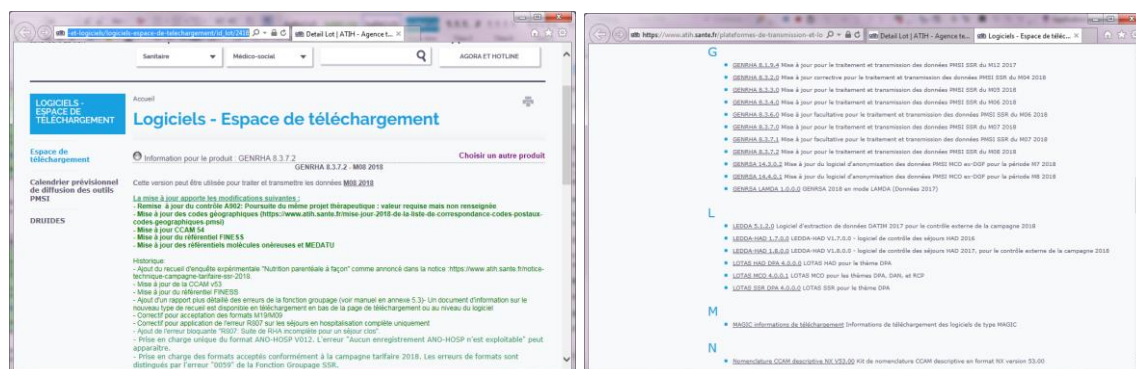 -et-logiciels/logiciels-espace-de-telechargement/id_lot/2418
Detail Lot | ATIH - Agence t...
Sanitaire
Médico-social
AGORA ET HOTLINE
LOGICIELS -
ESPACE DE
TÉLÉCHARGEMENT
Espace de
téléchargement
Calendrier prévisionnel
de diffusion des outils
PMSI
DRUIDES
Accueil
Logiciels - Espace de téléchargement
Information pour le produit : GENRHA 8.3.7.2
Choisir un autre produit
GENRHA 8.3.7.2 - M08 2018
Cette version peut être utilisée pour traiter et transmettre les données M08 2018
La mise à jour apporte les modifications suivantes :
- Remise à jour du contrôle A902: Poursuite du même projet thérapeutique : valeur requise mais non renseignée
- Mise à jour des codes géographiques (https://www.atih.sante.fr/mise-jour-2018-de-la-liste-de-correspondance-codes-postaux-
codes-geographiques-pmsi)
- Mise à jour CCAM 54
- Mise à jour du référentiel FINESS
- Mise à jour des référentiels molécules onéreuses et MEDATU
Historique:
- Ajout du recueil d'enquête expérimentale "Nutrition parentéale à façon" comme annoncé dans la notice :https://www.atih.sante.fr/notice-
technique-campagne-tarifaire-ssr-2018.
- Mise à jour de la CCAM v53
- Mise à jour du référentiel FINESS
- Ajout d'un rapport plus détaillé des erreurs de la fonction groupage (voir manuel en annexe 5.3)- Un document d'information sur le
nouveau type de recueil est disponible en téléchargement en bas de la page de téléchargement ou au niveau du logiciel
- Correctif pour acceptation des formats M19/M09
- Correctif pour application de l'erreur R807 sur les séjours en hospitalisation complète uniquement
- Ajout de l'erreur bloquante "R807: Suite de RHA incomplète pour un séjour clos".
- Prise en charge unique du format ANO-HOSP V012. L'erreur "Aucun enregistrement ANO-HOSP n'est exploitable" peut
apparaître.
- Prise en charge des formats acceptés conformément à la campagne tarifaire 2018. Les erreurs de formats sont
distingués par l'erreur "0059" de la Fonction Groupage SSR.
https://www.atih.sante.fr/plateformes-de-transmission-et-lo
Detail Lot | ATIH - Agence te...
Logiciels - Espace de téléc...
G
GENRHA 8.1.9.4 Mise à jour pour le traitement et transmission des données PMSI SSR du M12 2017
GENRHA 8.3.2.0 Mise à jour corrective pour le traitement et transmission des données PMSI SSR du M04 2018
GENRHA 8.3.3.0 Mise à jour pour le traitement et transmission des données PMSI SSR du M05 2018
GENRHA 8.3.4.0 Mise à jour pour le traitement et transmission des données PMSI SSR du M06 2018
GENRHA 8.3.6.0 Mise à jour facultative pour le traitement et transmission des données PMSI SSR du M06 2018
GENRHA 8.3.7.0 Mise à jour pour le traitement et transmission des données PMSI SSR du M07 2018
GENRHA 8.3.7.1 Mise à jour facultative pour le traitement et transmission des données PMSI SSR du M07 2018
GENRHA 8.3.7.2 Mise à jour pour le traitement et transmission des données PMSI SSR du M08 2018
GENRSA 14.3.0.2 Mise à jour du logiciel d'anonymisation des données PMSI MCO ex-OQF pour la période M7 2018
GENRSA 14.4.0.1 Mise à jour du logiciel d'anonymisation des données PMSI MCO ex-DGF pour la période M8 2018
GENRSA LAMDA 1.0.0.0 GENRSA 2018 en mode LAMDA (Données 2017)
L
LEDDA 5.1.2.0 Logiciel d'extraction de données DATIM 2017 pour le contrôle externe de la campagne 2018
LEDDA-HAD 1.7.0.0 LEDDA-HAD V1.7.0.0 - logiciel de contrôle des séjours HAD 2016
LEDDA-HAD 1.8.0.0 LEDDA-HAD V1.8.0.0 - logiciel de contrôle des séjours HAD 2017, pour le contrôle externe de la campagne 2018
LOTAS HAD DPA 4.0.0.0 LOTAS HAD pour le thème DPA
LOTAS MCO 4.0.0.1 LOTAS MCO pour les thèmes DPA, DAN, et RCF
LOTAS SSR DPA 4.0.0.0 LOTAS SSR pour le thème DPA
M
MAGIC informations de téléchargement Informations de téléchargement des logiciels de type MAGIC
N
Nomenclature CCAM descriptive NX V53.00 Kit de nomenclature CCAM descriptive en format NX version 53.00